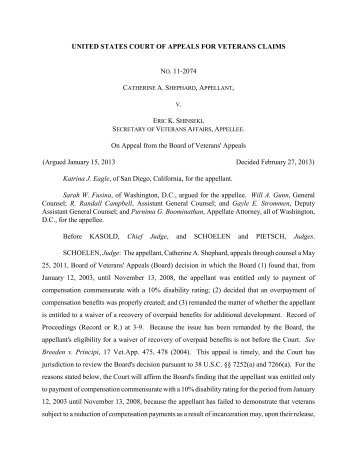 UNITED STATES COURT OF APPEALS FOR VETERANS CLAIMS
NO. 11-2074
CATHERINE A. SHEPHARD, APPELLANT,
V.
ERIC K. SHINSEKI,
SECRETARY OF VETERANS AFFAIRS, APPELLEE.
On Appeal from the Board of Veterans' Appeals
(Argued January 15, 2013 Decided February 27, 2013)
Katrina J. Eagle, of San Diego, California, for the appellant.
Sarah W. Fusina, of Washington, D.C., argued for the appellee. Will A. Gunn, General
Counsel; R. Randall Campbell, Assistant General Counsel; and Gayle E. Strommen, Deputy
Assistant General Counsel; and Purnima G. Boominathan, Appellate Attorney, all of Washington,
D.C., for the appellee.
Before KASOLD, Chief Judge, and SCHOELEN and PIETSCH, Judges.
SCHOELEN, Judge: The appellant, Catherine A. Shephard, appeals through counsel a May
25, 2011, Board of Veterans' Appeals (Board) decision in which the Board (1) found that, from
January 12, 2003, until November 13, 2008, the appellant was entitled only to payment of
compensation commensurate with a 10% disability rating; (2) decided that an overpayment of
compensation benefits was properly created; and (3) remanded the matter of whether the appellant
is entitled to a waiver of a recovery of overpaid benefits for additional development. Record of
Proceedings (Record or R.) at 3-9. Because the issue has been remanded by the Board, the
appellant's eligibility for a waiver of recovery of overpaid benefits is not before the Court. See
Breeden v. Principi, 17 Vet.App. 475, 478 (2004). This appeal is timely, and the Court has
jurisdiction to review the Board's decision pursuant to 38 U.S.C. §§ 7252(a) and 7266(a). For the
reasons stated below, the Court will affirm the Board's finding that the appellant was entitled only
to payment of compensation commensurate with a 10% disability rating for the period from January
12, 2003 until November 13, 2008, because the appellant has failed to demonstrate that veterans
subject to a reduction of compensation payments as a result of incarceration may, upon their release,